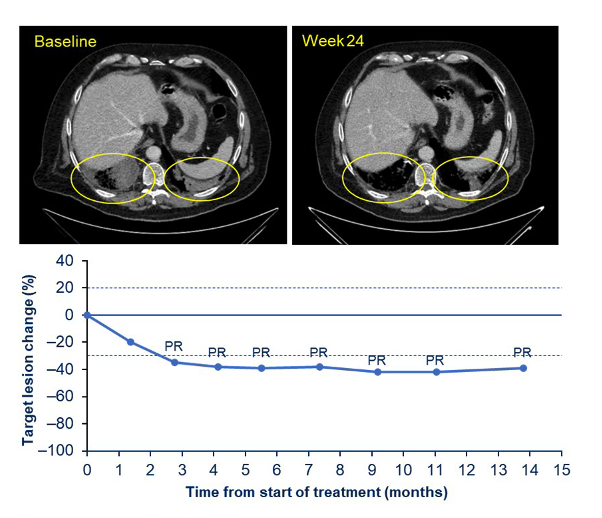 Baseline
Week 24
Target lesion change (%)
40
20
0
–20
–40
–60
–80
–100
PR PR PR PR PR PR PR
0 1 2 3 4 5 6 7 8 9 10 11 12 13 14 15
Time from start of treatment (months)